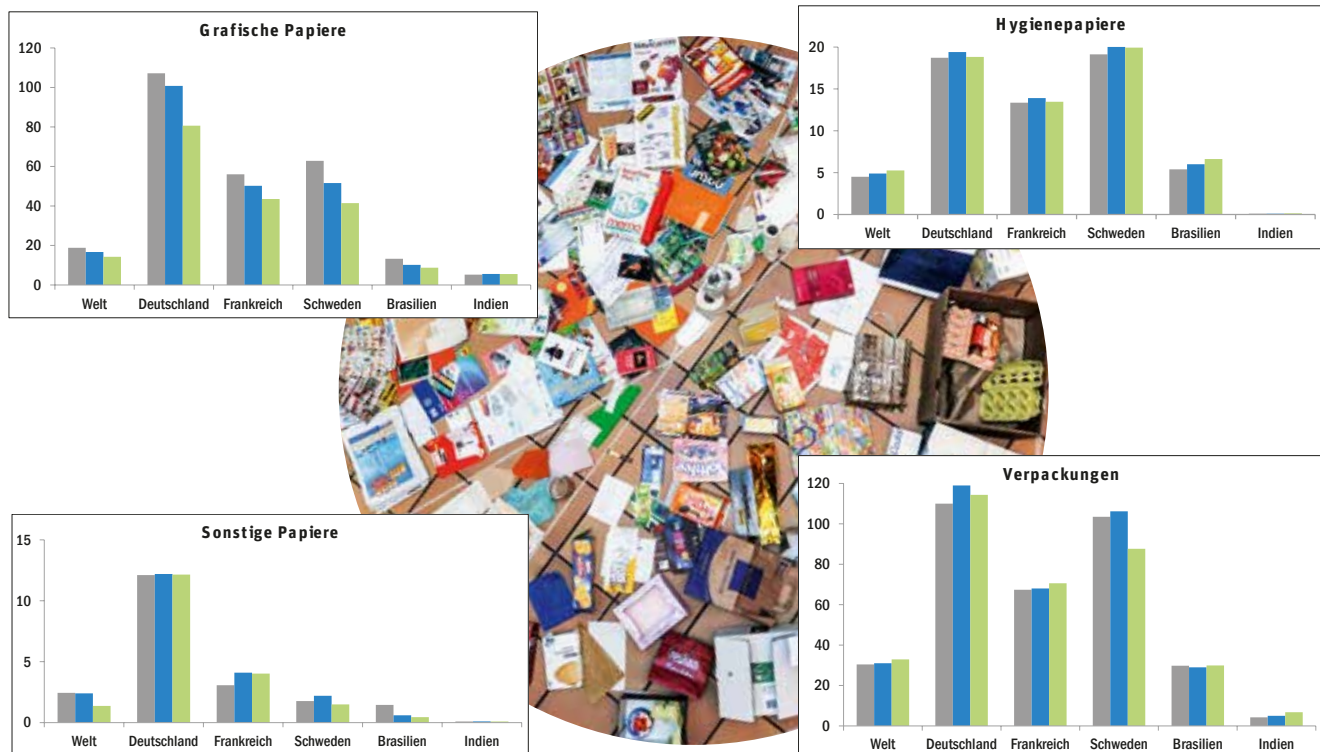 Grafische Papiere
120
100
80
60
40
20
0
Welt Deutschland Frankreich Schweden Brasilien Indien
Hygienepapiere
20
15
10
5
0
Welt Deutschland Frankreich Schweden Brasilien Indien
Sonstige Papiere
15
10
5
0
Welt Deutschland Frankreich Schweden Brasilien Indien
Verpackungen
120
100
80
60
40
20
0
Welt Deutschland Frankreich Schweden Brasilien Indien